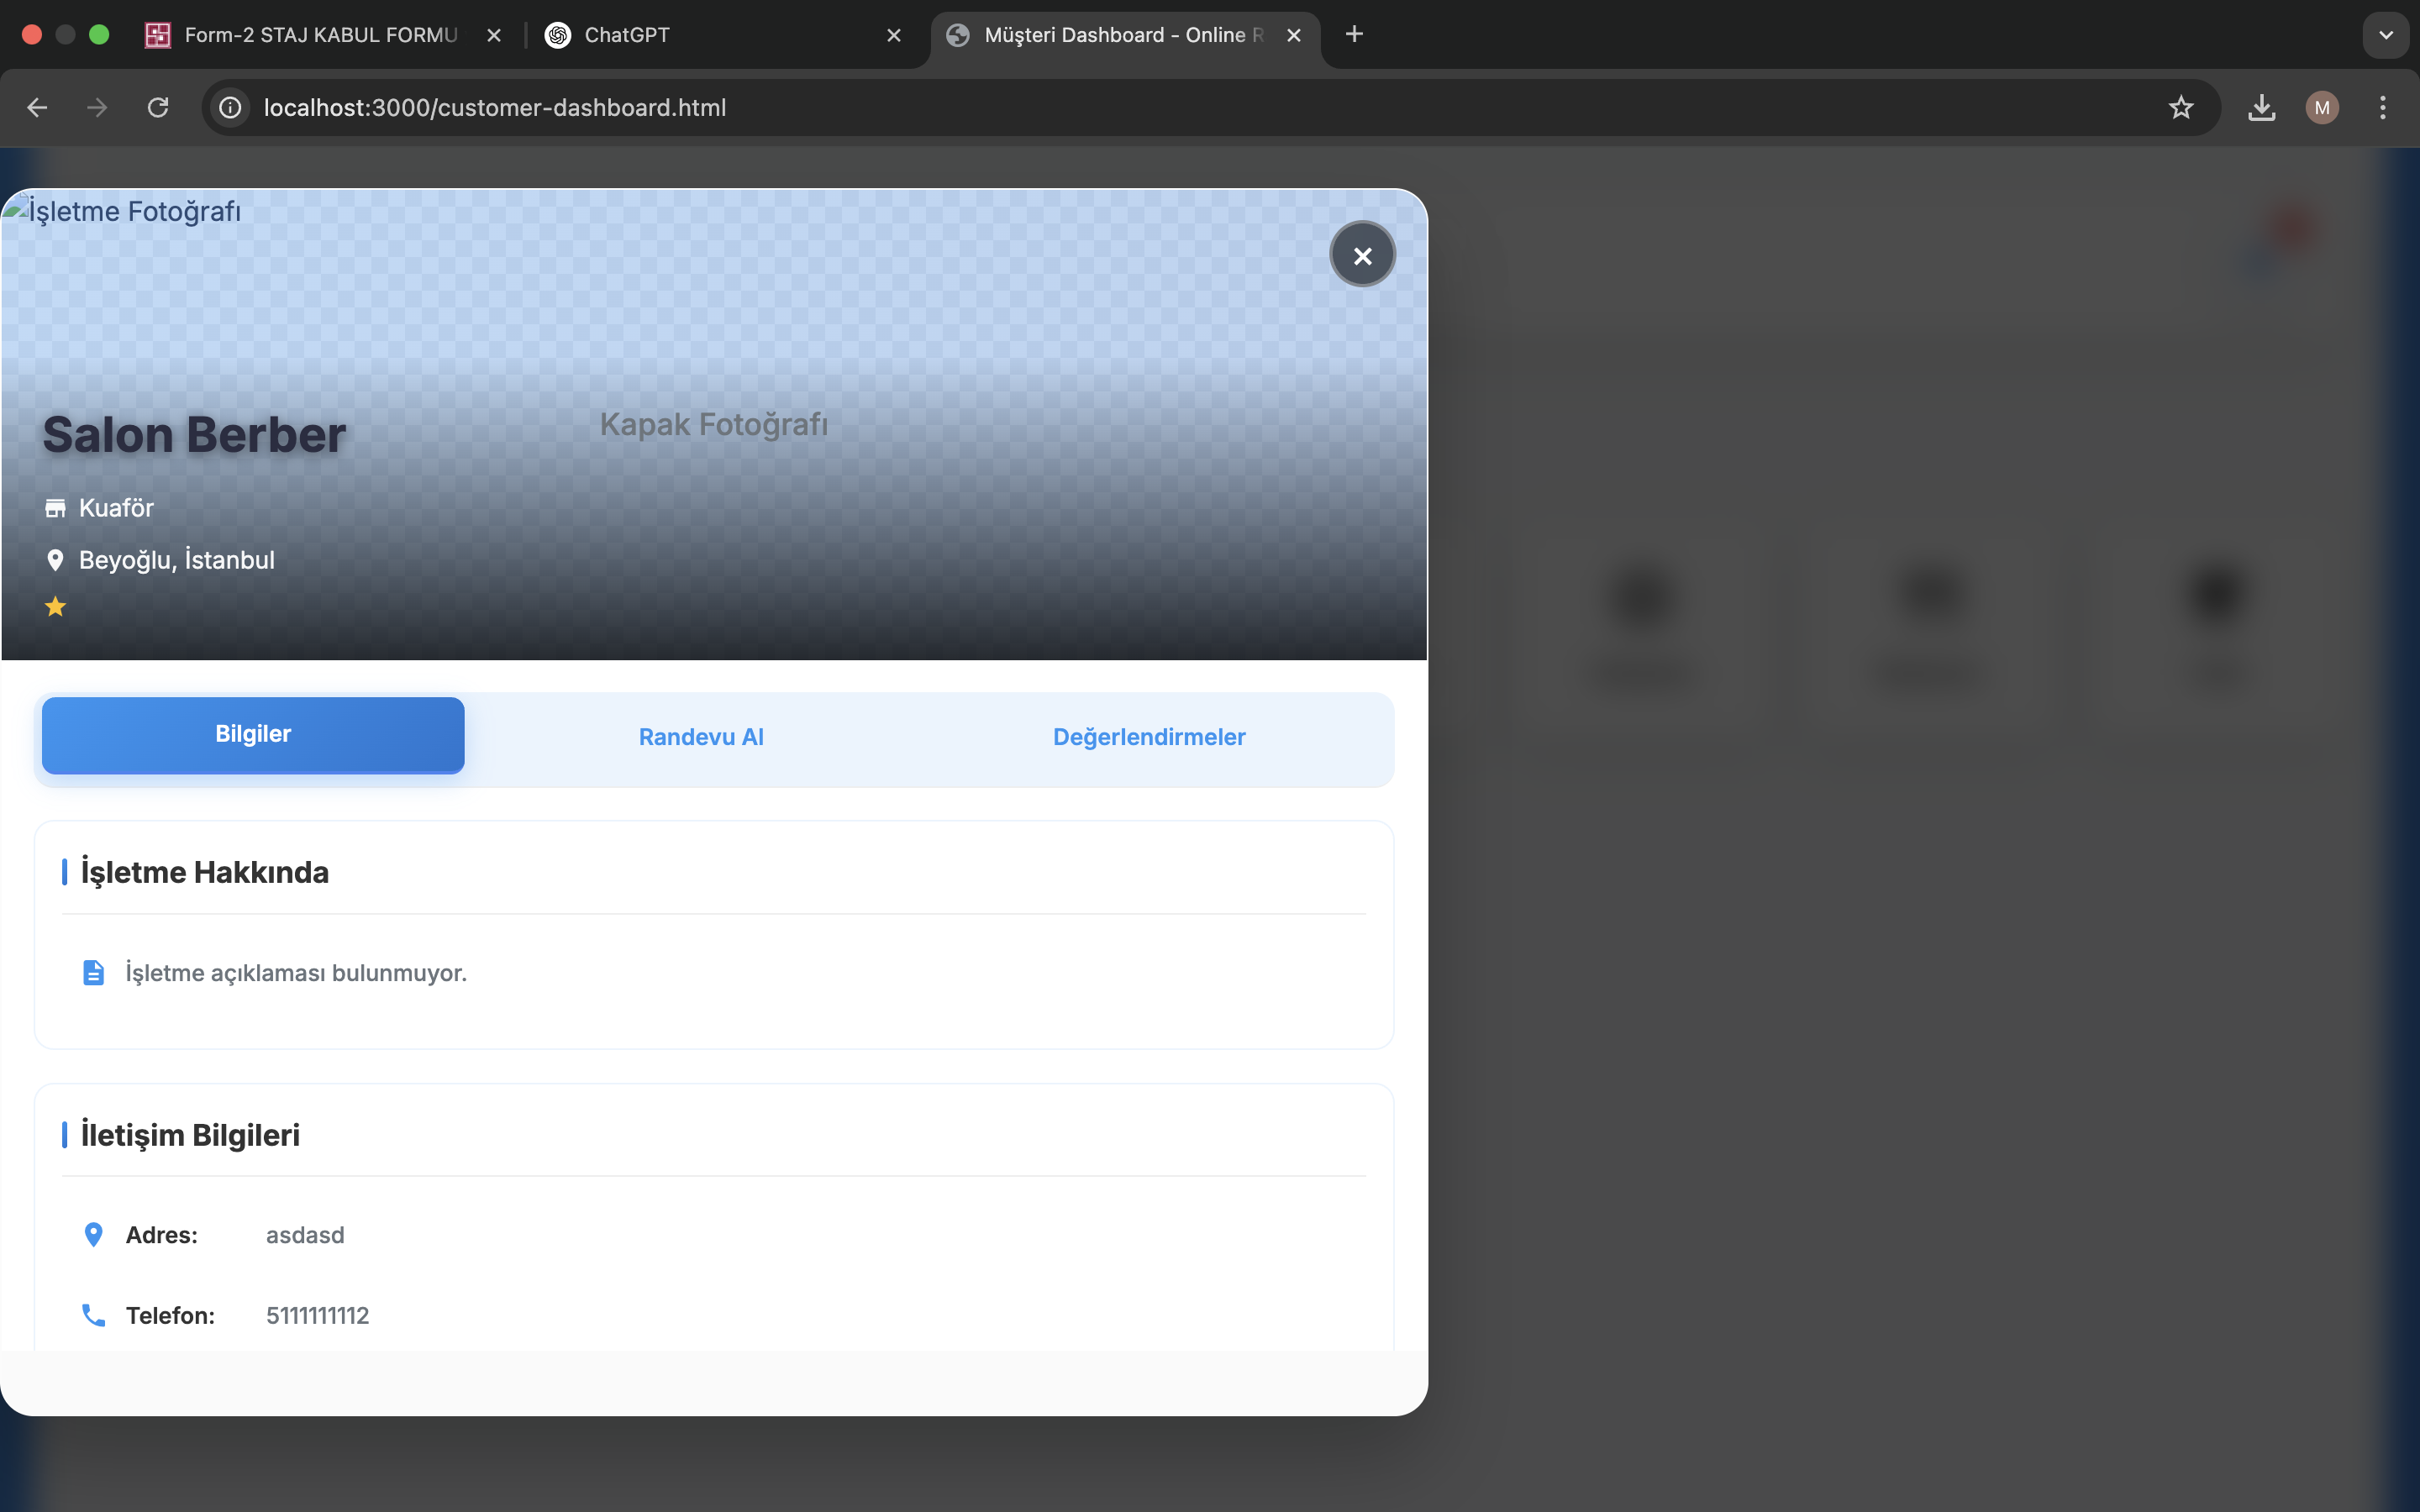 Form-2 STAJ KABUL FORMU
ChatGPT
Müşteri Dashboard - Online R
localhost:3000/customer-dashboard.html
M
İşletme Fotoğrafı
Kapak Fotoğrafı
Salon Berber
Kuaför
Beyoğlu, İstanbul
Bilgiler
Randevu Al
Değerlendirmeler
İşletme Hakkında
İşletme açıklaması bulunmuyor.
İletişim Bilgileri
Adres: asdasd
Telefon: 5111111112